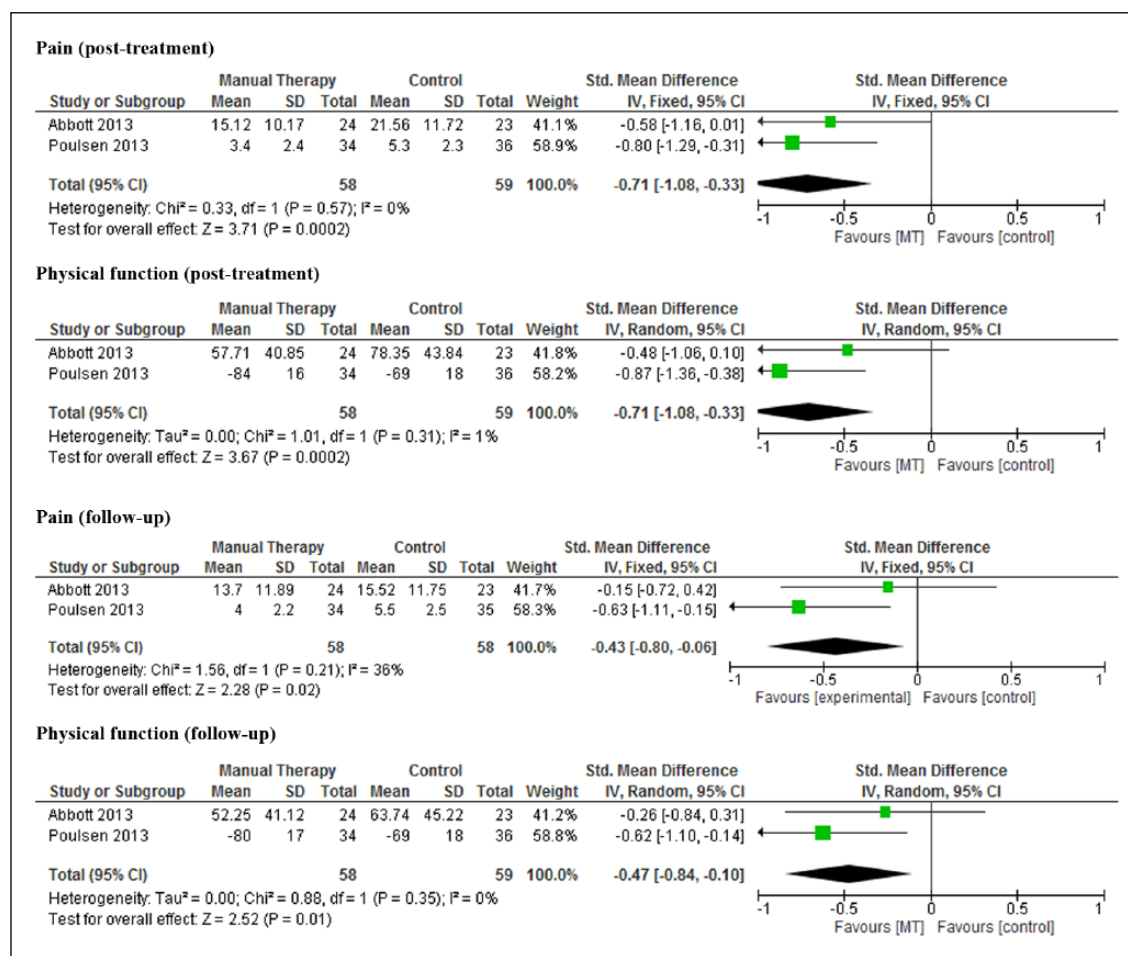 Pain (post-treatment)
Manual Therapy Control Std. Mean Difference Std. Mean Difference
Study or Subgroup Mean SD Total Mean SD Total Weight IV, Fixed, 95% CI IV, Fixed, 95% CI
Abbott 2013 15.12 10.17 24 21.56 11.72 23 41.1% -0.58 [-1.16, 0.01]
Poulsen 2013 3.4 2.4 34 5.3 2.3 36 58.9% -0.80 [-1.29, -0.31]
Total (95% CI) 58 59 100.0% -0.71 [-1.08, -0.33]
Heterogeneity: Chi² = 0.33, df = 1 (P = 0.57); I² = 0%
Test for overall effect: Z = 3.71 (P = 0.0002)
-1 -0.5 0 0.5 1
Favours [MT] Favours [control]
Physical function (post-treatment)
Manual Therapy Control Std. Mean Difference Std. Mean Difference
Study or Subgroup Mean SD Total Mean SD Total Weight IV, Random, 95% CI IV, Random, 95% CI
Abbott 2013 57.71 40.85 24 78.35 43.84 23 41.8% -0.48 [-1.06, 0.10]
Poulsen 2013 -84 16 34 -69 18 36 58.2% -0.87 [-1.36, -0.38]
Total (95% CI) 58 59 100.0% -0.71 [-1.08, -0.33]
Heterogeneity: Tau² = 0.00; Chi² = 1.01, df = 1 (P = 0.31); I² = 1%
Test for overall effect: Z = 3.67 (P = 0.0002)
-1 -0.5 0 0.5 1
Favours [MT] Favours [control]
Pain (follow-up)
Manual Therapy Control Std. Mean Difference Std. Mean Difference
Study or Subgroup Mean SD Total Mean SD Total Weight IV, Fixed, 95% CI IV, Fixed, 95% CI
Abbott 2013 13.7 11.89 24 15.52 11.75 23 41.7% -0.15 [-0.72, 0.42]
Poulsen 2013 4 2.2 34 5.5 2.5 35 58.3% -0.63 [-1.11, -0.15]
Total (95% CI) 58 58 100.0% -0.43 [-0.80, -0.06]
Heterogeneity: Chi² = 1.56, df = 1 (P = 0.21); I² = 36%
Test for overall effect: Z = 2.28 (P = 0.02)
-1 -0.5 0 0.5 1
Favours [experimental] Favours [control]
Physical function (follow-up)
Manual Therapy Control Std. Mean Difference Std. Mean Difference
Study or Subgroup Mean SD Total Mean SD Total Weight IV, Random, 95% CI IV, Random, 95% CI
Abbott 2013 52.25 41.12 24 63.74 45.22 23 41.2% -0.26 [-0.84, 0.31]
Poulsen 2013 -80 17 34 -69 18 36 58.8% -0.62 [-1.10, -0.14]
Total (95% CI) 58 59 100.0% -0.47 [-0.84, -0.10]
Heterogeneity: Tau² = 0.00; Chi² = 0.88, df = 1 (P = 0.35); I² = 0%
Test for overall effect: Z = 2.52 (P = 0.01)
-1 -0.5 0 0.5 1
Favours [MT] Favours [control]